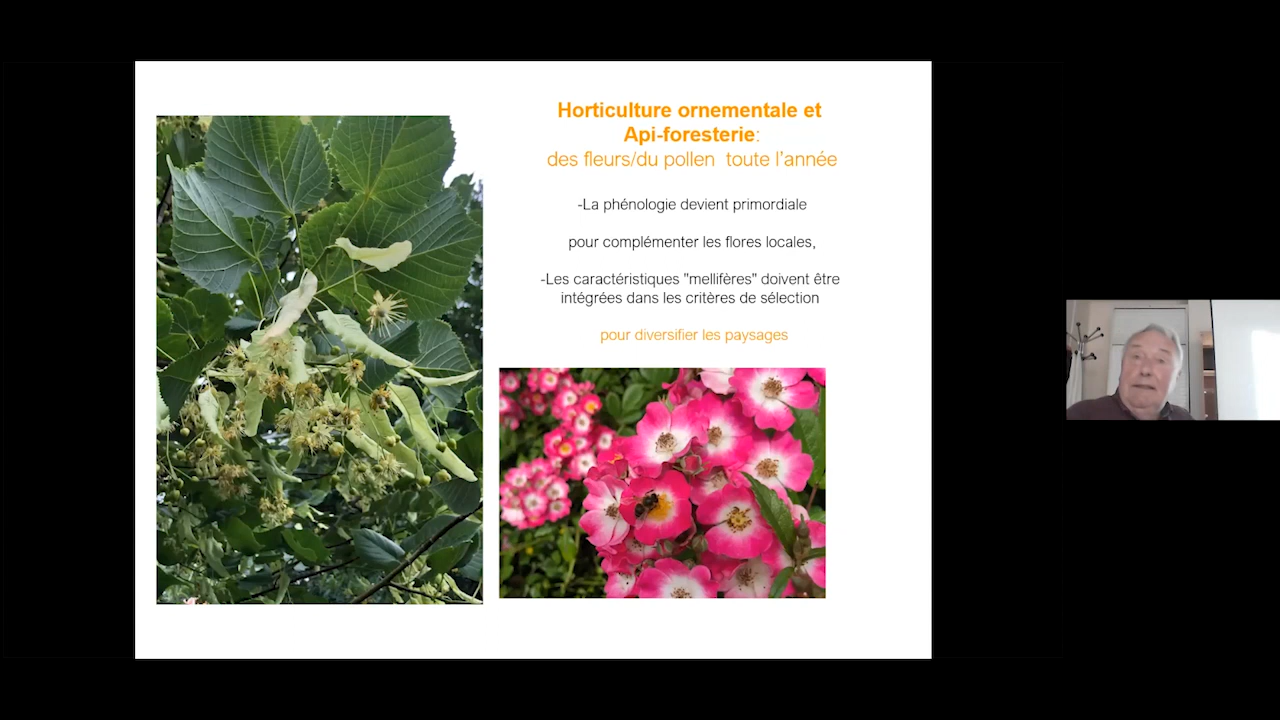 Horticulture ornementale et
Api-foresterie:
des fleurs/du pollen  toute l'année
-La phénologie devient primordiale
pour complémenter les flores locales,
-Les caractéristiques "mellifères" doivent être
intégrées dans les critères de sélection
pour diversifier les paysages